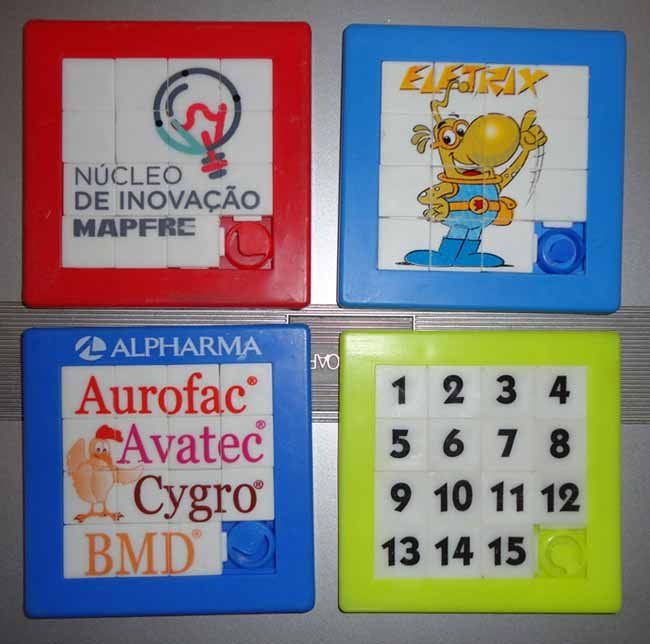 NÚCLEO
DE INOVAÇÃO
MAPFRE
ELETRIX
ALPHARMA
Aurofac®
Avatec®
Cygro®
BMD®
1 2 3 4
5 6 7 8
9 10 11 12
13 14 15